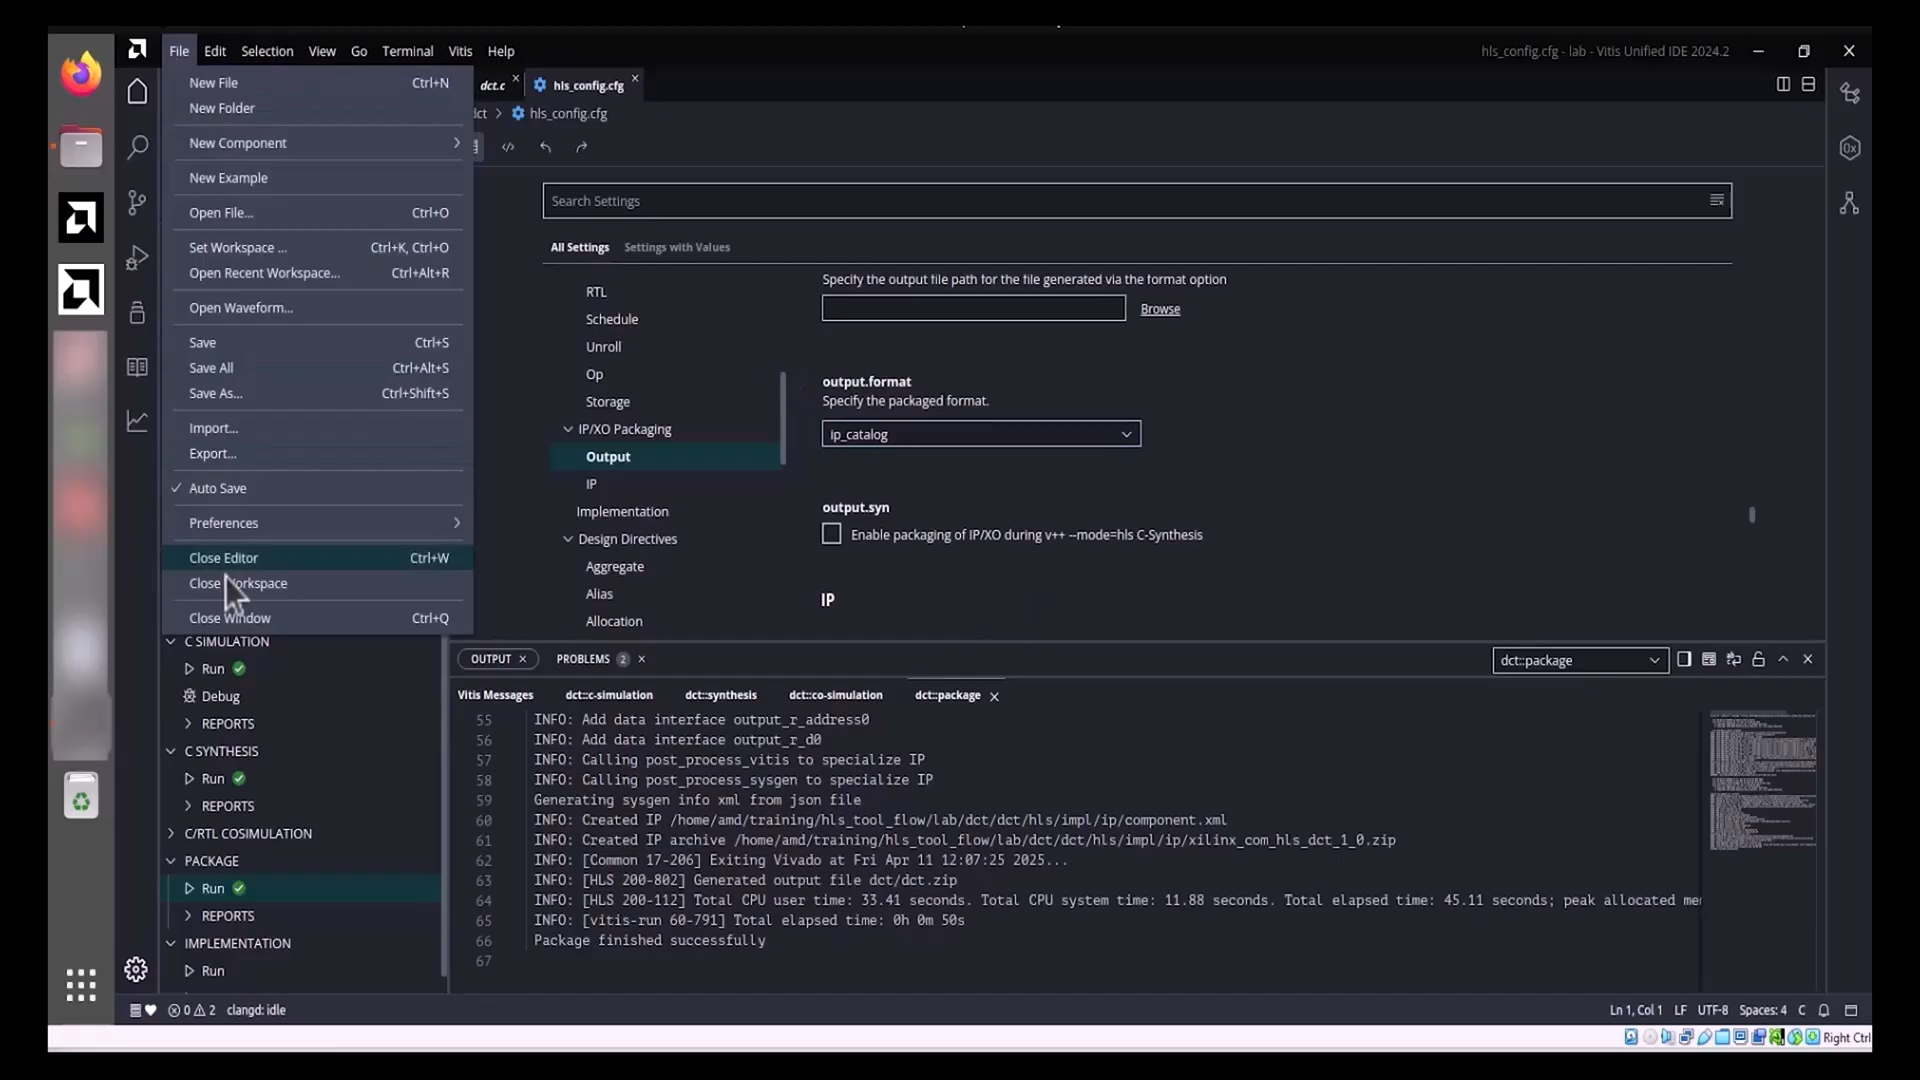 File Edit Selection View Go Terminal Vitis Help
hls_config.cfg - lab - Vitis Unified IDE 2024.2
New File Ctrl+N
New Folder
New Component
New Example
Open File... Ctrl+O
Set Workspace ... Ctrl+K, Ctrl+O
Open Recent Workspace... Ctrl+Alt+R
Open Waveform...
Save Ctrl+S
Save All Ctrl+Alt+S
Save As... Ctrl+Shift+S
Import...
Export...
Auto Save
Preferences
Close Editor Ctrl+W
Close Workspace
Close Window Ctrl+Q
dct.c
hls_config.cfg
hls_config.cfg
Search Settings
All Settings Settings with Values
RTL
Schedule
Unroll
Op
Storage
IP/XO Packaging
Output
IP
Implementation
Design Directives
Aggregate
Alias
Allocation
Specify the output file path for the file generated via the format option
Browse
output.format
Specify the packaged format.
ip_catalog
output.syn
Enable packaging of IP/XO during v++ --mode=hls C-Synthesis
IP
C SIMULATION
Run
Debug
REPORTS
C SYNTHESIS
Run
REPORTS
C/RTL COSIMULATION
PACKAGE
Run
REPORTS
IMPLEMENTATION
Run
OUTPUT PROBLEMS 2
dct::package
Vitis Messages dct::c-simulation dct::synthesis dct::co-simulation dct::package
55 INFO: Add data interface output_r_address0
56 INFO: Add data interface output_r_d0
57 INFO: Calling post_process_vitis to specialize IP
58 INFO: Calling post_process_sysgen to specialize IP
59 Generating sysgen info xml from json file
60 INFO: Created IP /home/amd/training/hls_tool_flow/lab/dct/dct/hls/impl/ip/component.xml
61 INFO: Created IP archive /home/amd/training/hls_tool_flow/lab/dct/dct/hls/impl/ip/xilinx_com_hls_dct_1_0.zip
62 INFO: [Common 17-206] Exiting Vivado at Fri Apr 11 12:07:25 2025...
63 INFO: [HLS 200-802] Generated output file dct/dct.zip
64 INFO: [HLS 200-112] Total CPU user time: 33.41 seconds. Total CPU system time: 11.88 seconds. Total elapsed time: 45.11 seconds; peak allocated
65 INFO: [vitis-run 60-791] Total elapsed time: 0h 0m 50s
66 Package finished successfully
67
0 2 clangd: idle
Ln 1, Col 1 LF UTF-8 Spaces: 4 C
Right Ctrl